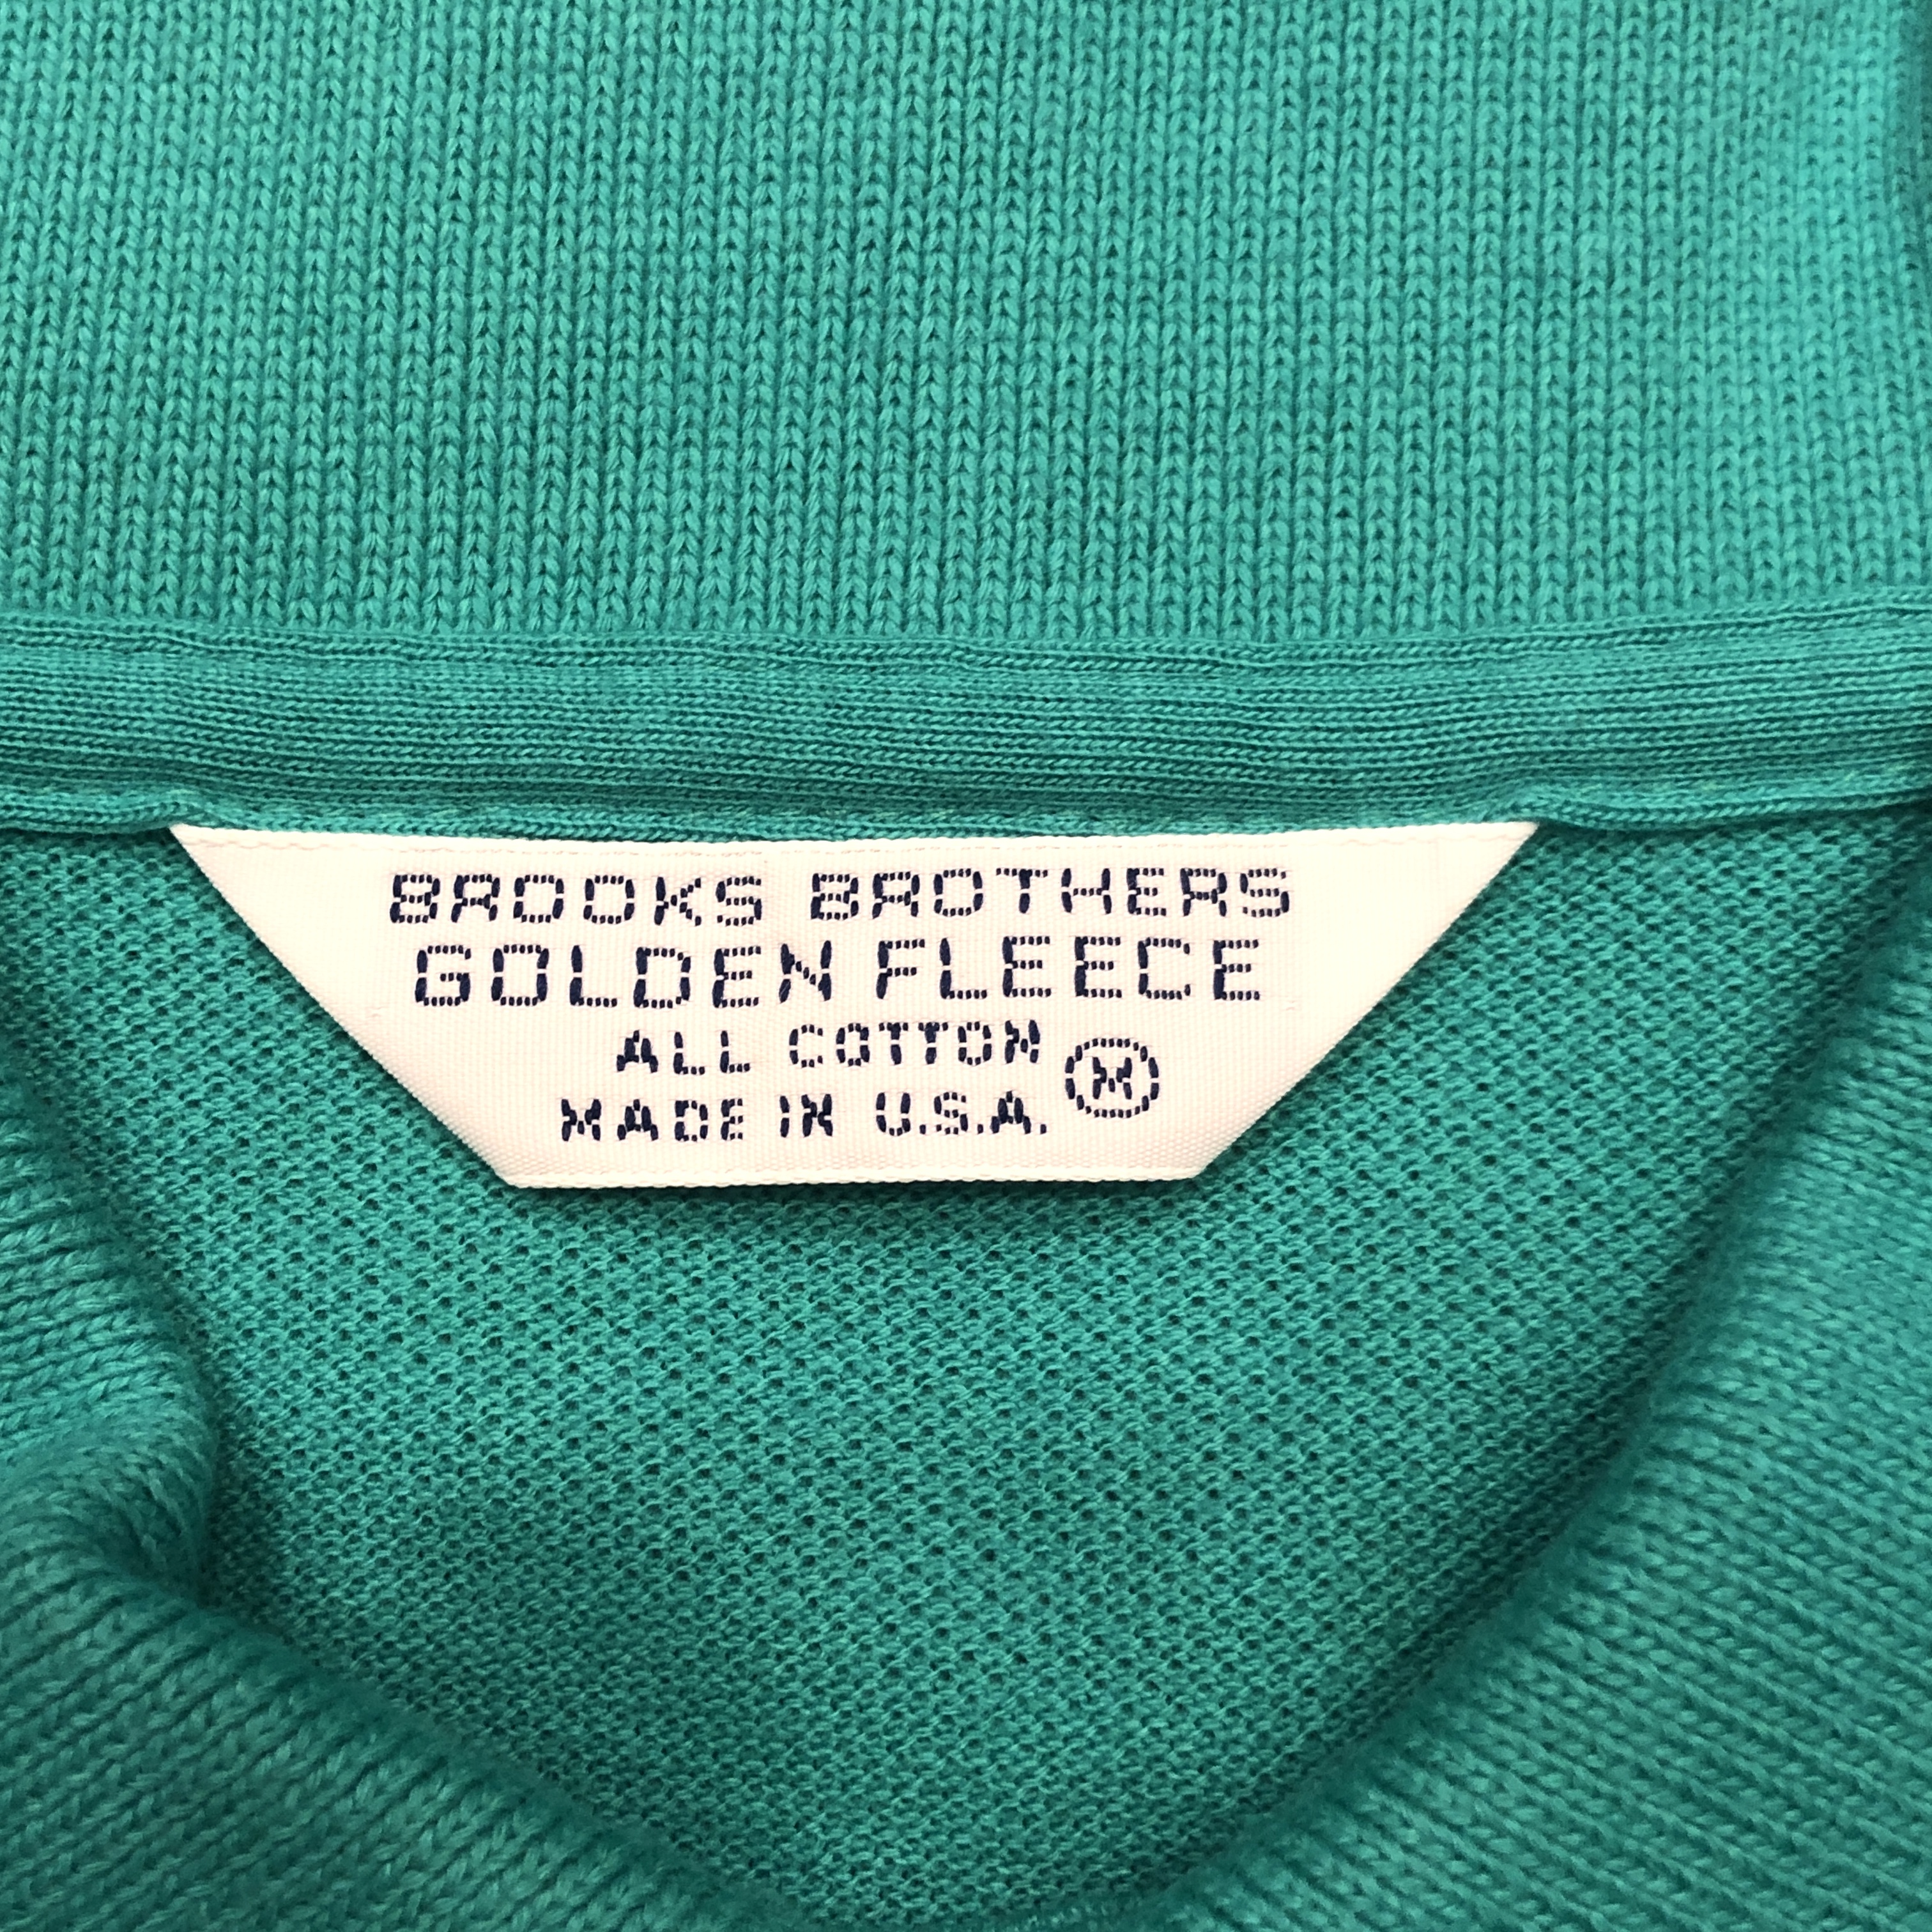 BROOKS BROTHERS
GOLDEN FLEECE
ALL COTTON
MADE IN U.S.A. M